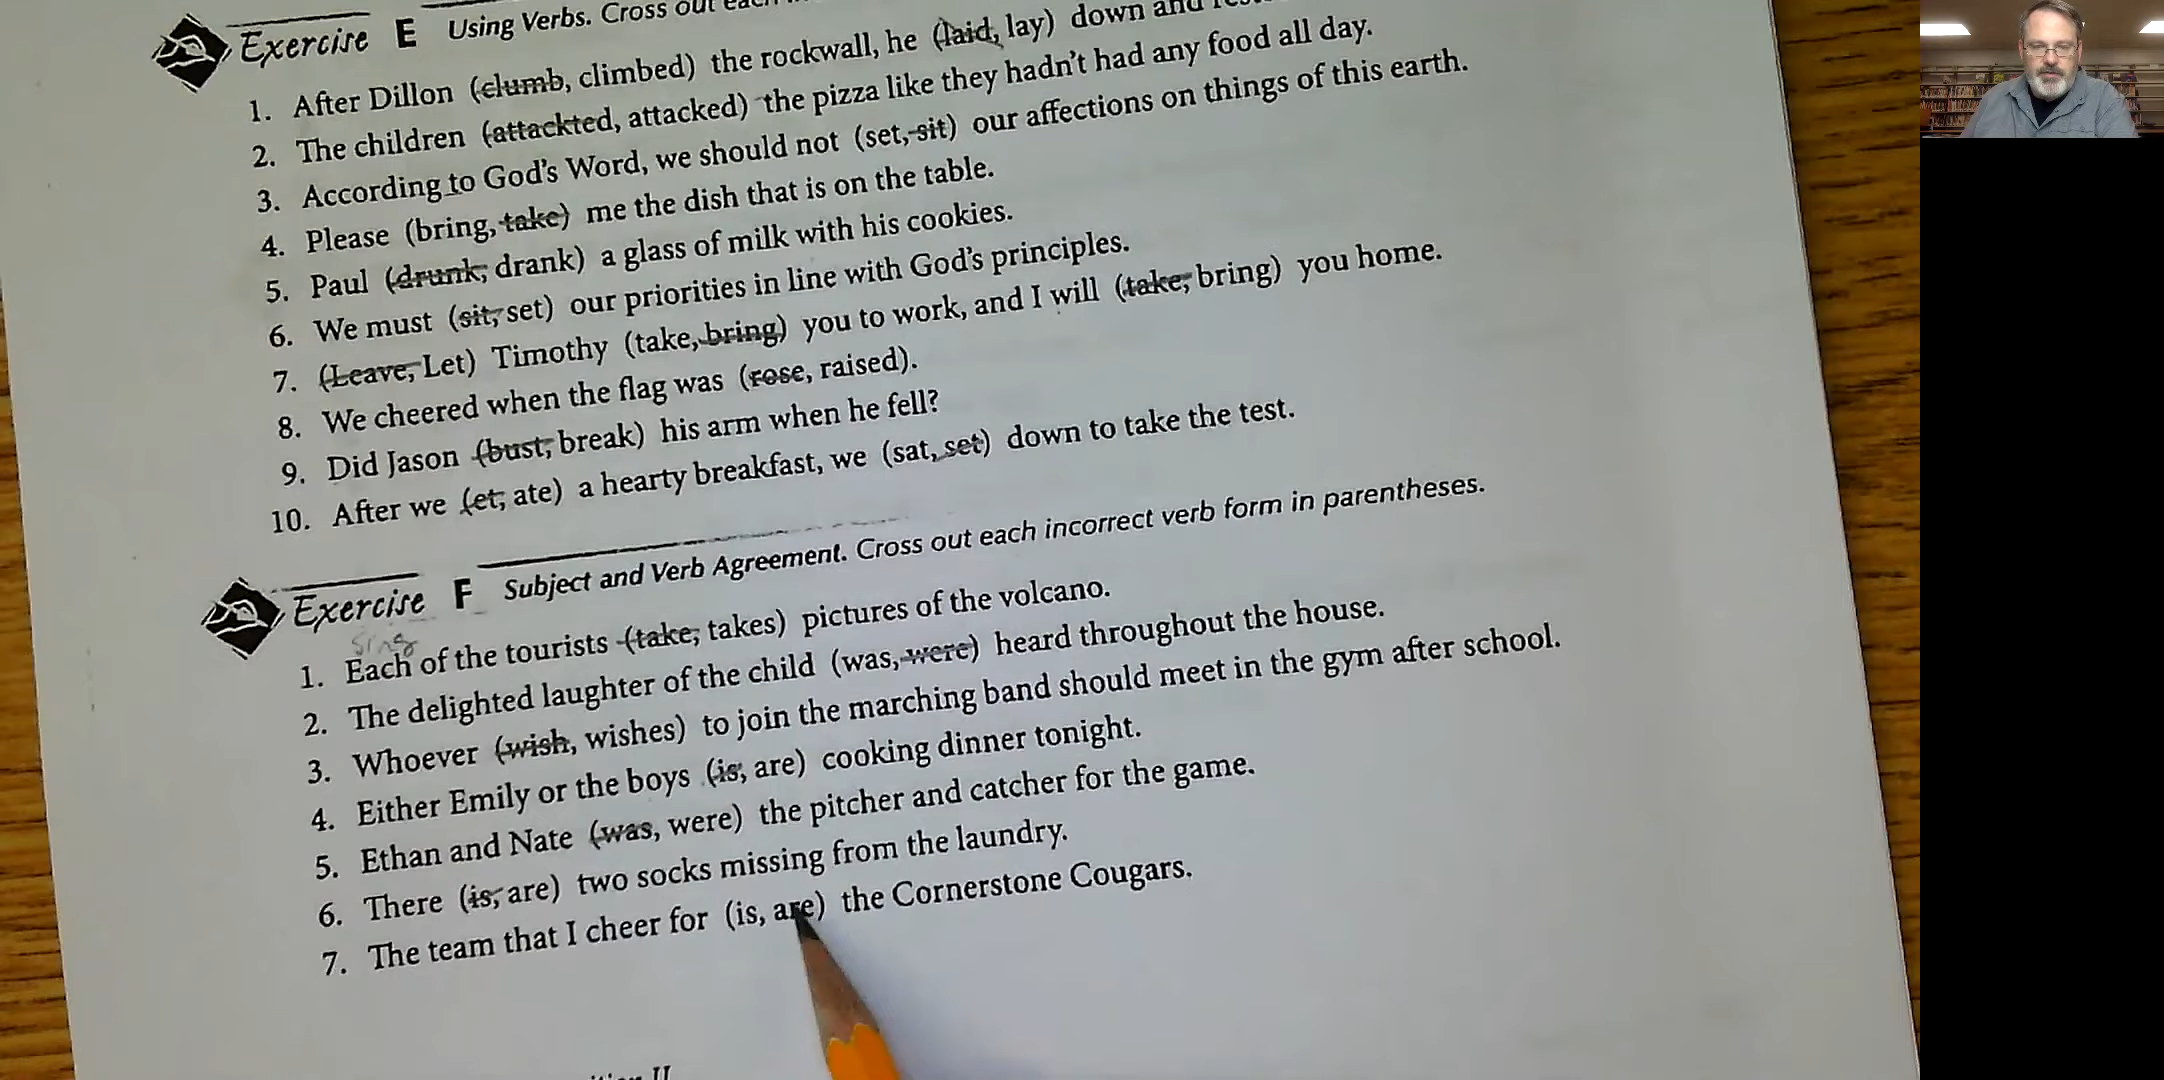 Exercise E Using Verbs. Cross out each
1. After Dillon (clumb, climbed) the rockwall, he (laid, lay) down and
2. The children (attackted, attacked) the pizza like they hadn't had any food all day.
3. According to God's Word, we should not (set, sit) our affections on things of this earth.
4. Please (bring, take) me the dish that is on the table.
5. Paul (drunk, drank) a glass of milk with his cookies.
6. We must (sit, set) our priorities in line with God's principles.
7. (Leave, Let) Timothy (take, bring) you to work, and I will (take, bring) you home.
8. We cheered when the flag was (rose, raised).
9. Did Jason (bust, break) his arm when he fell?
10. After we (et, ate) a hearty breakfast, we (sat, set) down to take the test.
Exercise F Subject and Verb Agreement. Cross out each incorrect verb form in parentheses.
sing
1. Each of the tourists (take, takes) pictures of the volcano.
2. The delighted laughter of the child (was, were) heard throughout the house.
3. Whoever (wish, wishes) to join the marching band should meet in the gym after school.
4. Either Emily or the boys (is, are) cooking dinner tonight.
5. Ethan and Nate (was, were) the pitcher and catcher for the game.
6. There (is, are) two socks missing from the laundry.
7. The team that I cheer for (is, are) the Cornerstone Cougars.
II